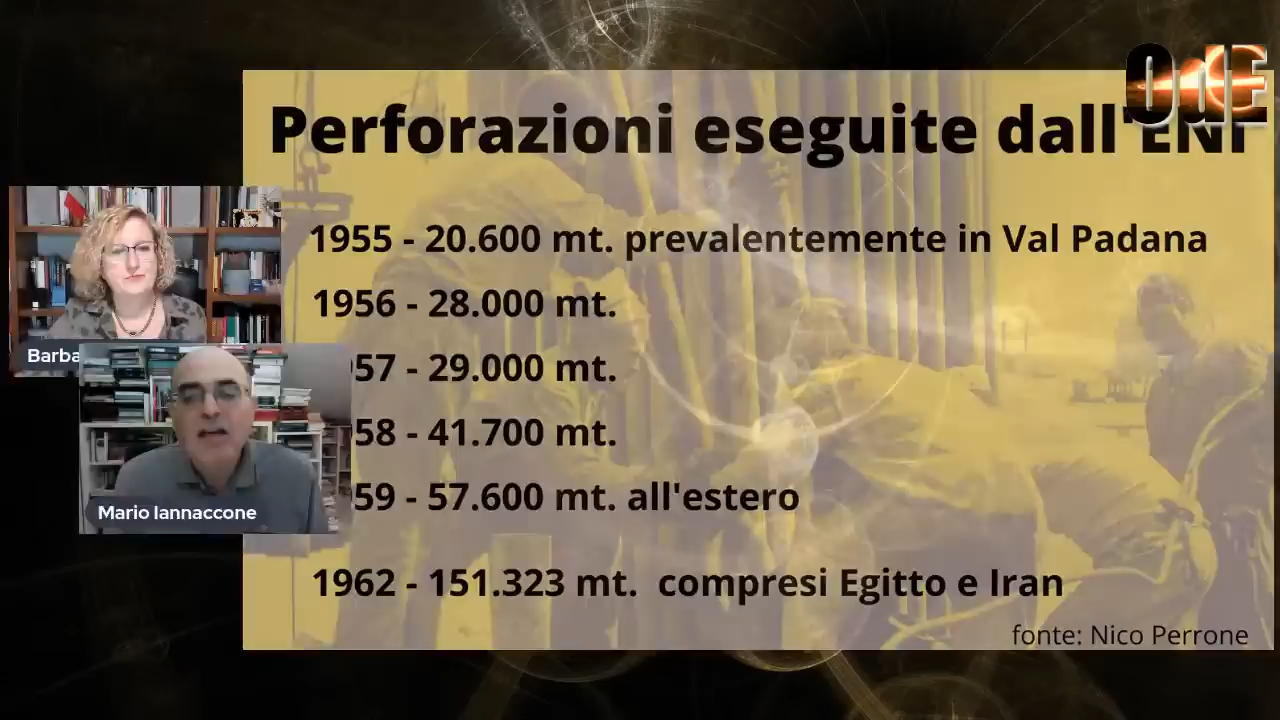 OdE
Perforazioni eseguite dall'ENI
1955 - 20.600 mt. prevalentemente in Val Padana
1956 - 28.000 mt.
57 - 29.000 mt.
58 - 41.700 mt.
59 - 57.600 mt. all'estero
1962 - 151.323 mt. compresi Egitto e Iran
fonte: Nico Perrone
Barba
Mario Iannaccone